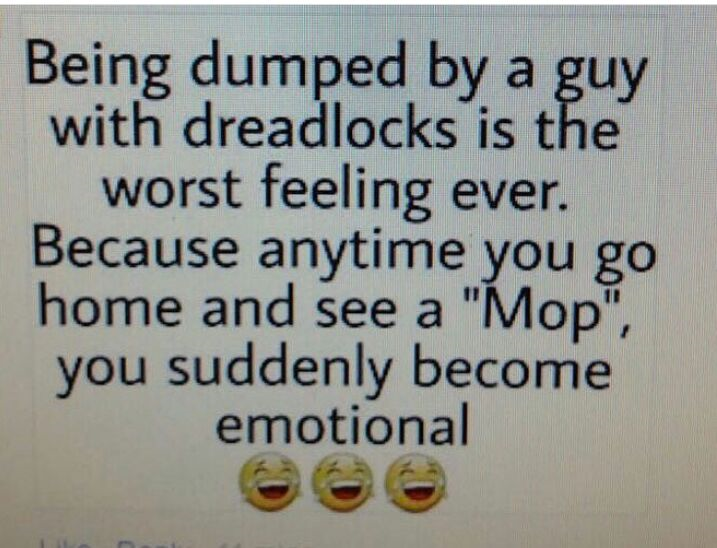 Being dumped by a guy
with dreadlocks is the
worst feeling ever.
Because anytime you go
home and see a "Mop",
you suddenly become
emotional
😂😂😂